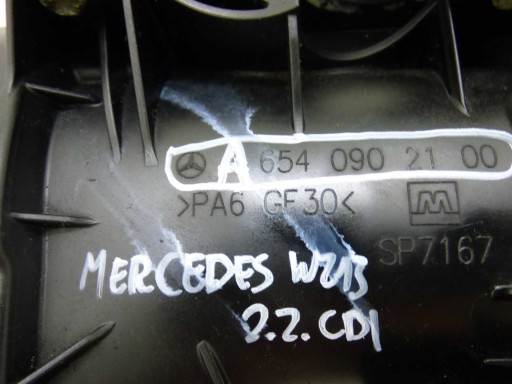 A 654 090 21 00
>PA6 GF30< M
SP7167
MERCEDES W213
2.2. CDI